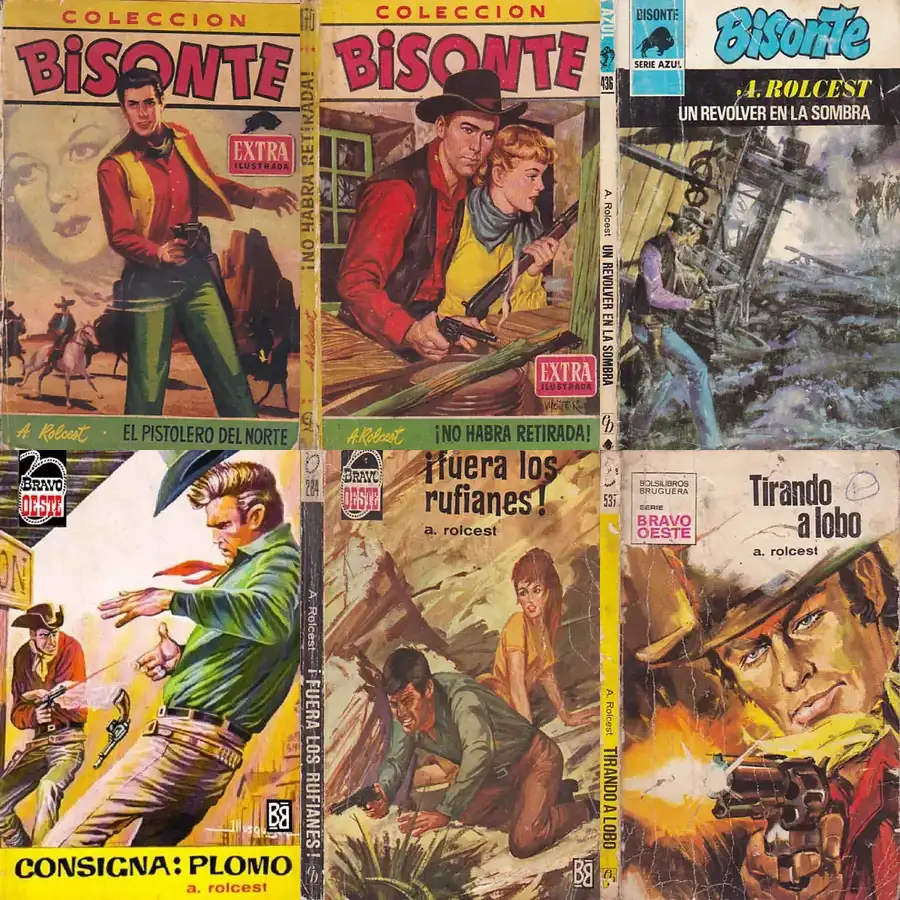 COLECCION
BISONTE
EXTRA
ILUSTRADA
A. Rolcest
EL PISTOLERO DEL NORTE
¡NO HABRA RETIRADA!
COLECCION
BISONTE
EXTRA
ILUSTRADA
A. Rolcest
¡NO HABRA RETIRADA!
AZUL
436
A. Rolcest
UN REVOLVER EN LA SOMBRA
BISONTE
SERIE AZUL
Bisonte
A. ROLCEST
UN REVOLVER EN LA SOMBRA
BRAVO
OESTE
ON
BB
CONSIGNA: PLOMO
a. rolcest
284
A. Rolcest
¡FUERA LOS RUFIANES!
BRAVO
OESTE
¡fuera los
rufianes!
a. rolcest
BB
537
A. Rolcest
TIRANDO A LOBO
BOLSILIBROS
BRUGUERA
SERIE
BRAVO
OESTE
Tirando
a lobo
a. rolcest